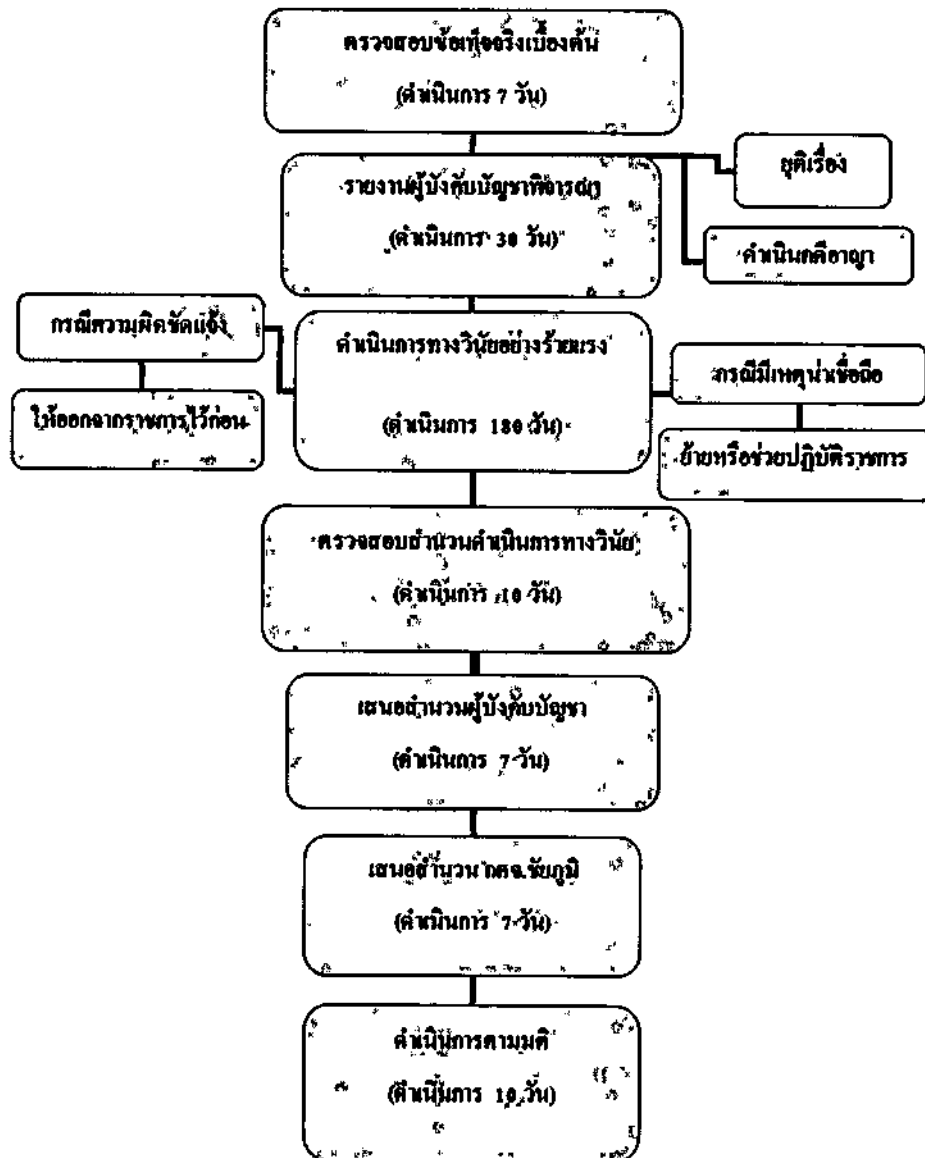 ตรวจสอบข้อเท็จจริงเบื้องต้น
(ดำเนินการ 7 วัน)
ยุติเรื่อง
รายงานผู้บังคับบัญชาพิจารณา
(ดำเนินการ 30 วัน)
ดำเนินคดีอาญา
กรณีความผิดชัดแจ้ง
ดำเนินการทางวินัยอย่างร้ายแรง
กรณีมีเหตุน่าเชื่อถือ
ให้ออกจากราชการไว้ก่อน
(ดำเนินการ 180 วัน)
ย้ายหรือช่วยปฏิบัติราชการ
ตรวจสอบสำนวนดำเนินการทางวินัย
(ดำเนินการ 10 วัน)
เสนอสำนวนผู้บังคับบัญชา
(ดำเนินการ 7 วัน)
เสนอสำนวน กศจ.ชัยภูมิ
(ดำเนินการ 7 วัน)
ดำเนินการตามมติ
(ดำเนินการ 10 วัน)